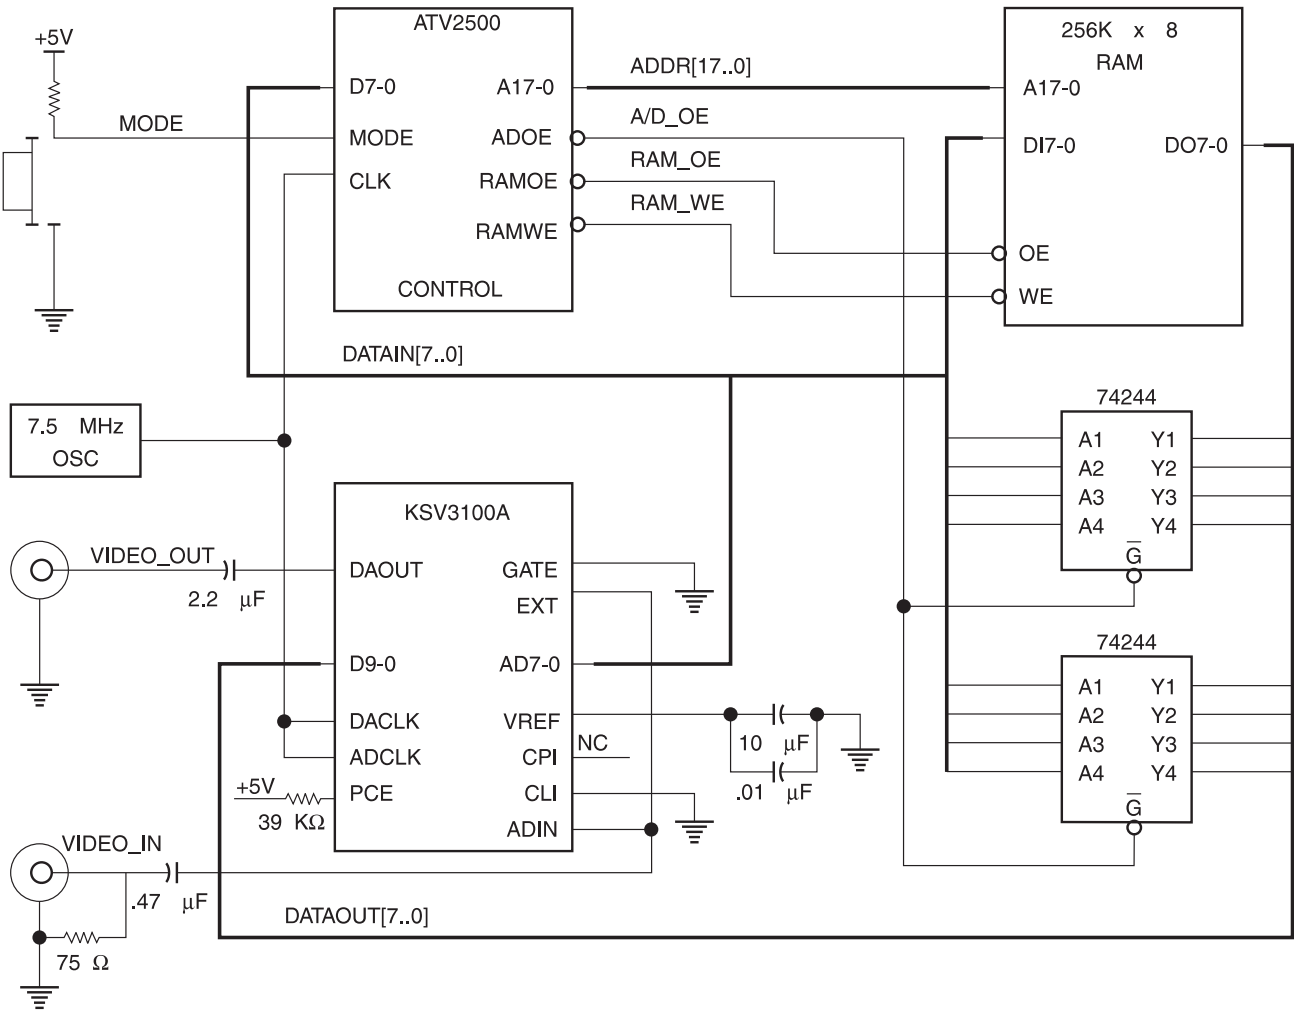 +5V
MODE
ATV2500
D7-0
MODE
CLK
A17-0
ADOE
RAMOE
RAMWE
CONTROL
ADDR[17..0]
A/D_OE
RAM_OE
RAM_WE
256K x 8
RAM
A17-0
DI7-0
DO7-0
OE
WE
DATAIN[7..0]
7.5 MHz
OSC
74244
A1 Y1
A2 Y2
A3 Y3
A4 Y4
G
VIDEO_OUT
2.2 μF
KSV3100A
DAOUT
D9-0
DACLK
ADCLK
PCE
GATE
EXT
AD7-0
VREF
CPI
CLI
ADIN
NC
10 μF
.01 μF
+5V
39 KΩ
74244
A1 Y1
A2 Y2
A3 Y3
A4 Y4
G
VIDEO_IN
.47 μF
75 Ω
DATAOUT[7..0]